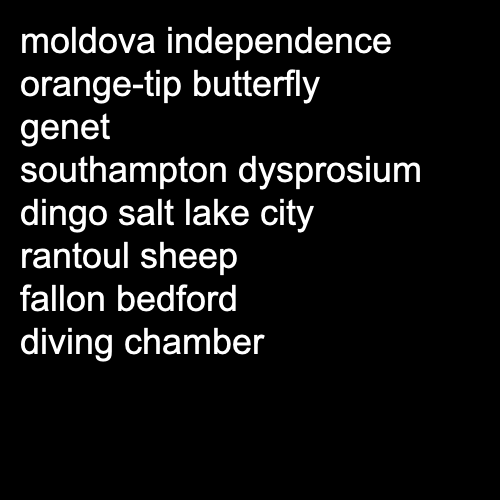 moldova independence
orange-tip butterfly
genet
southampton dysprosium
dingo salt lake city
rantoul sheep
fallon bedford
diving chamber